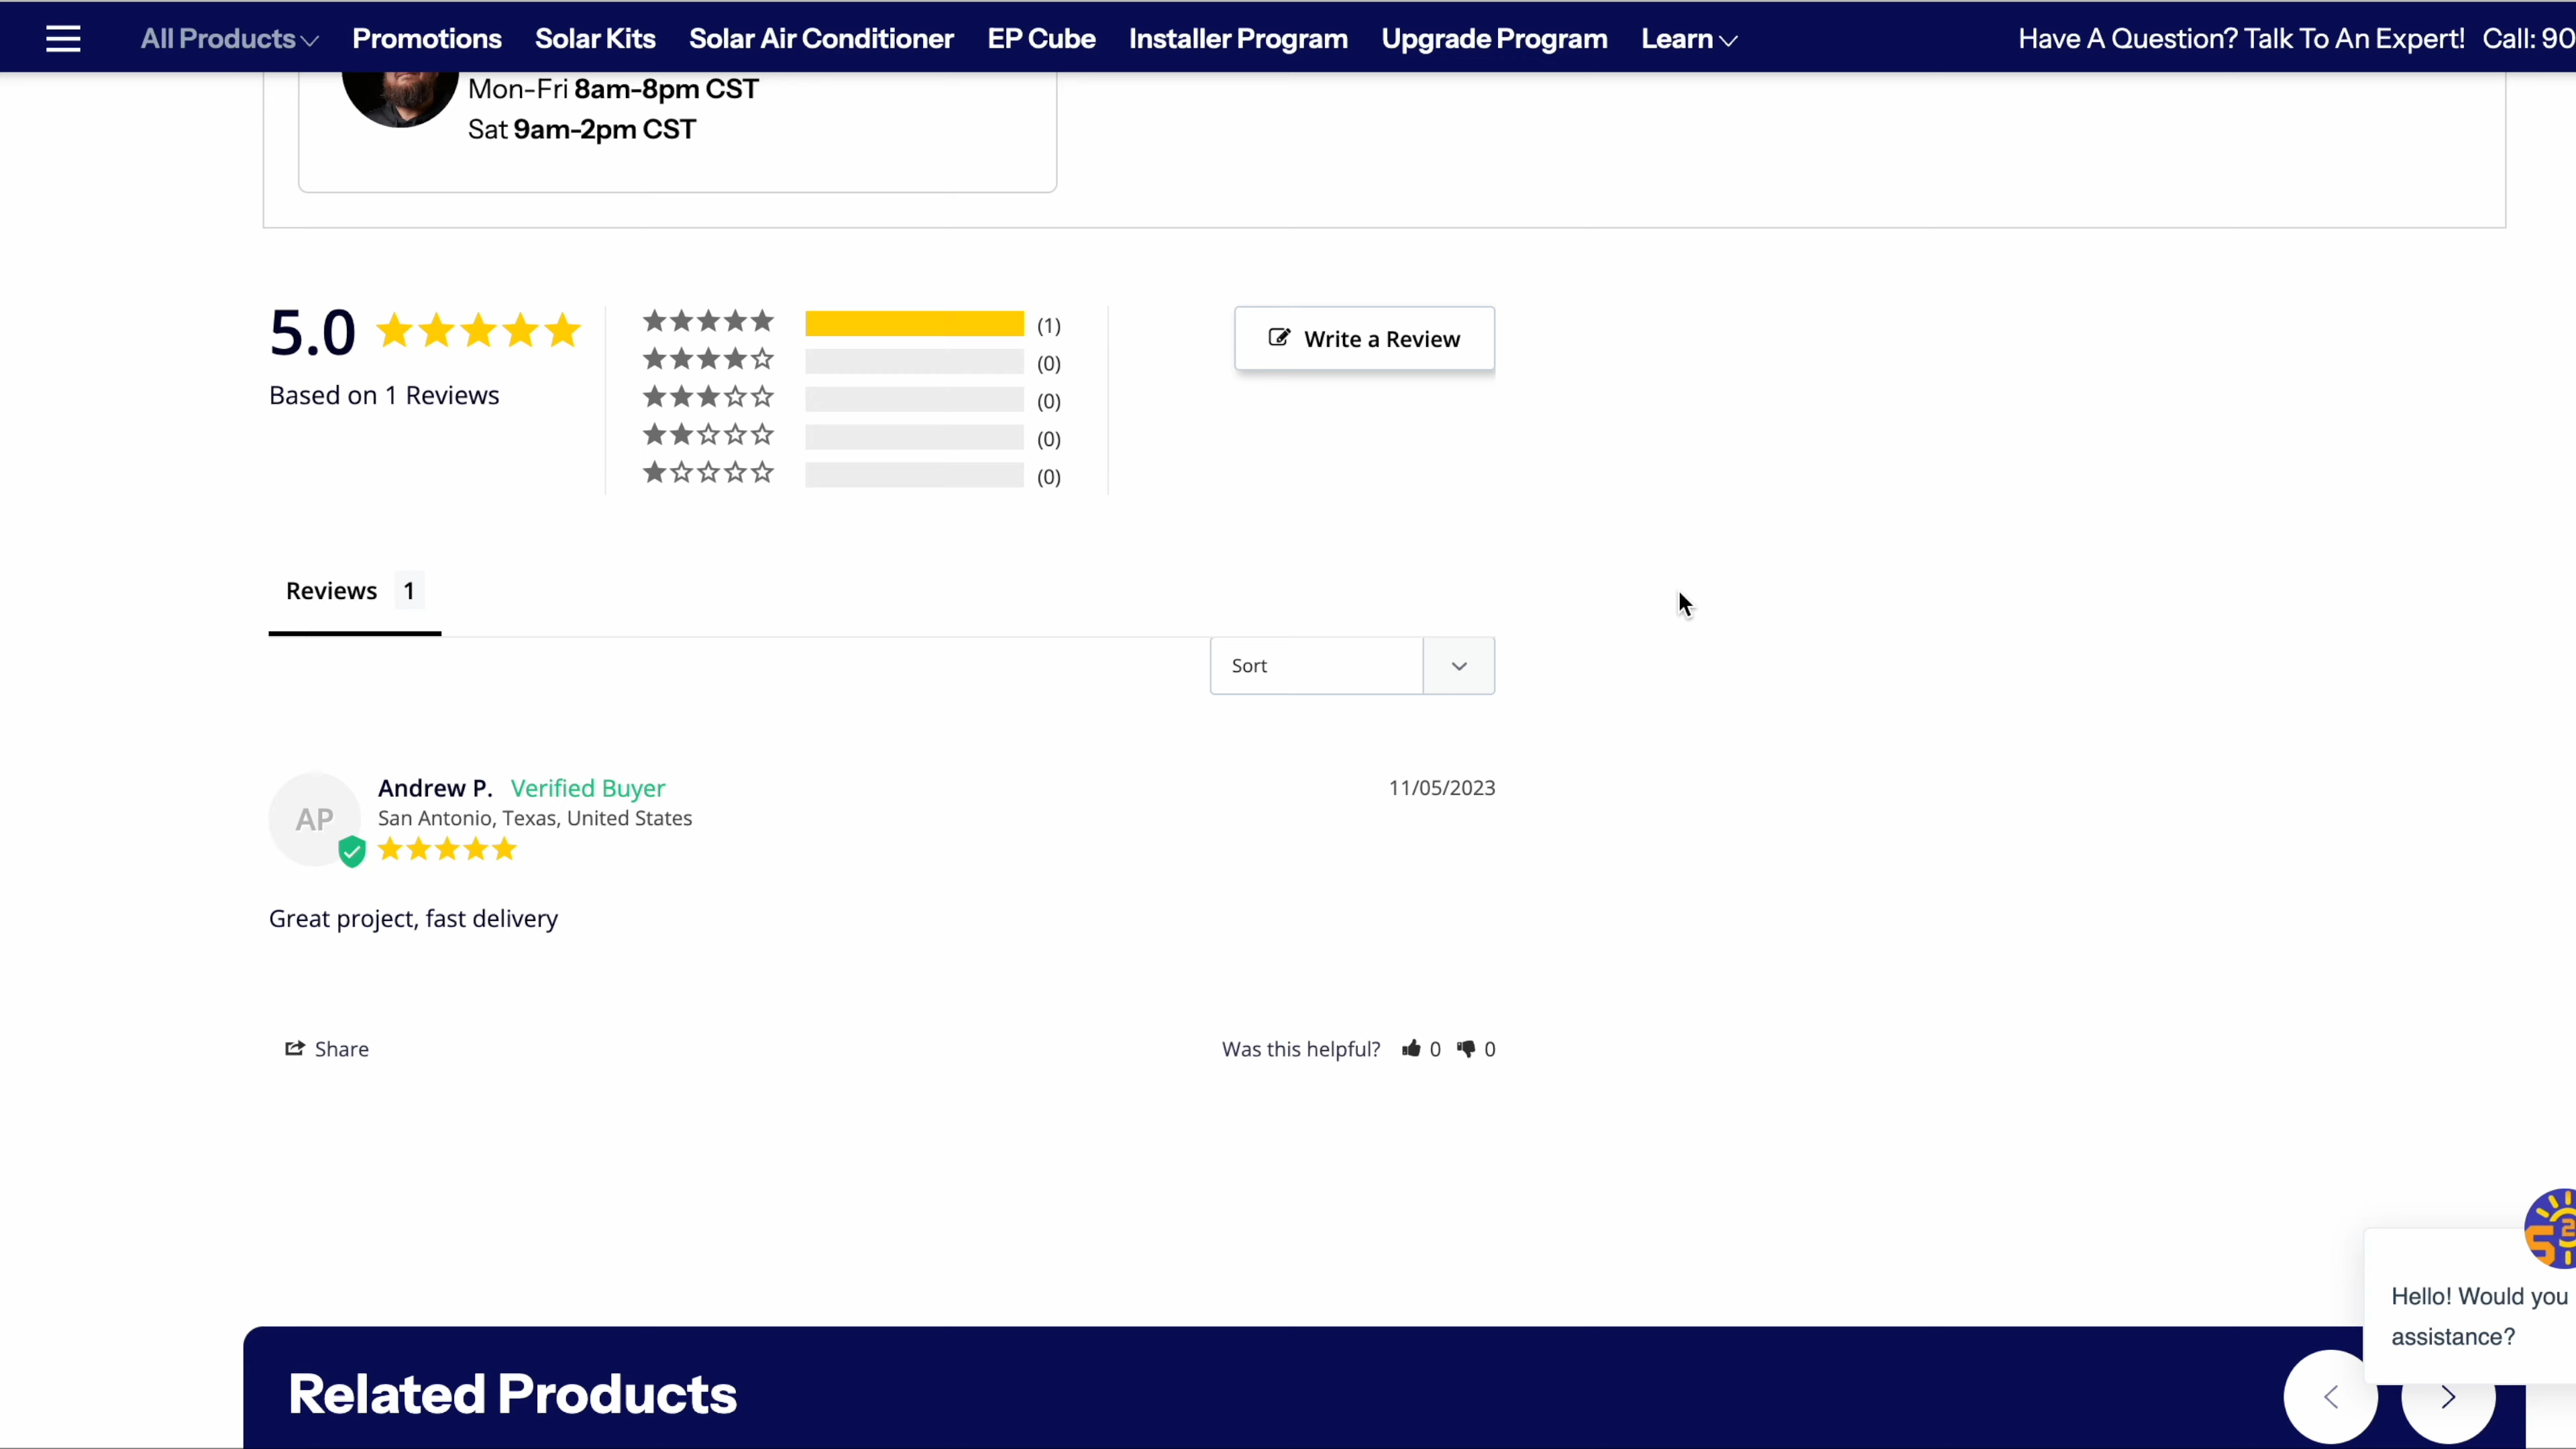 All Products Promotions Solar Kits Solar Air Conditioner EP Cube Installer Program Upgrade Program Learn Have A Question? Talk To An Expert! Call: 90
Mon-Fri 8am-8pm CST
Sat 9am-2pm CST
5.0
Based on 1 Reviews
(1)
(0)
(0)
(0)
(0)
Write a Review
Reviews 1
Sort
AP
Andrew P. Verified Buyer 11/05/2023
San Antonio, Texas, United States
Great project, fast delivery
Share Was this helpful? 0 0
Hello! Would you
assistance?
Related Products